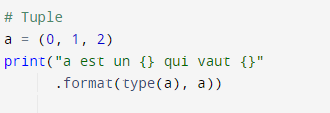 # Tuple
a = (0, 1, 2)
print("a est un {} qui vaut {}"
      .format(type(a), a))